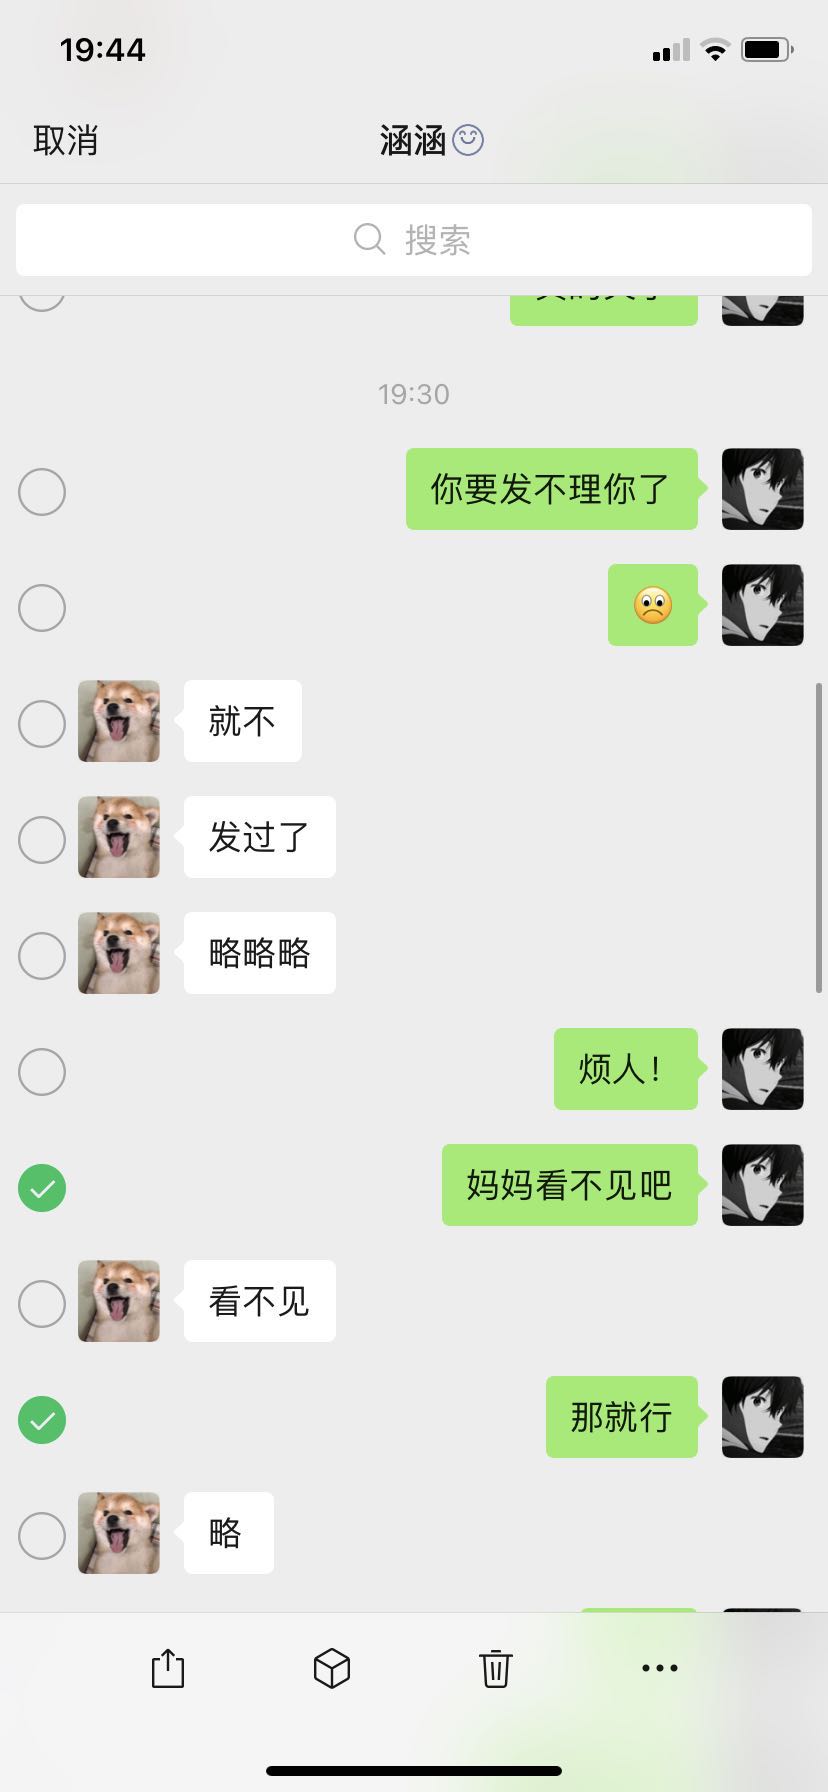 19:44
取消
涵涵
搜索
19:30
你要发不理你了
就不
发过了
略略略
烦人！
妈妈看不见吧
看不见
那就行
略